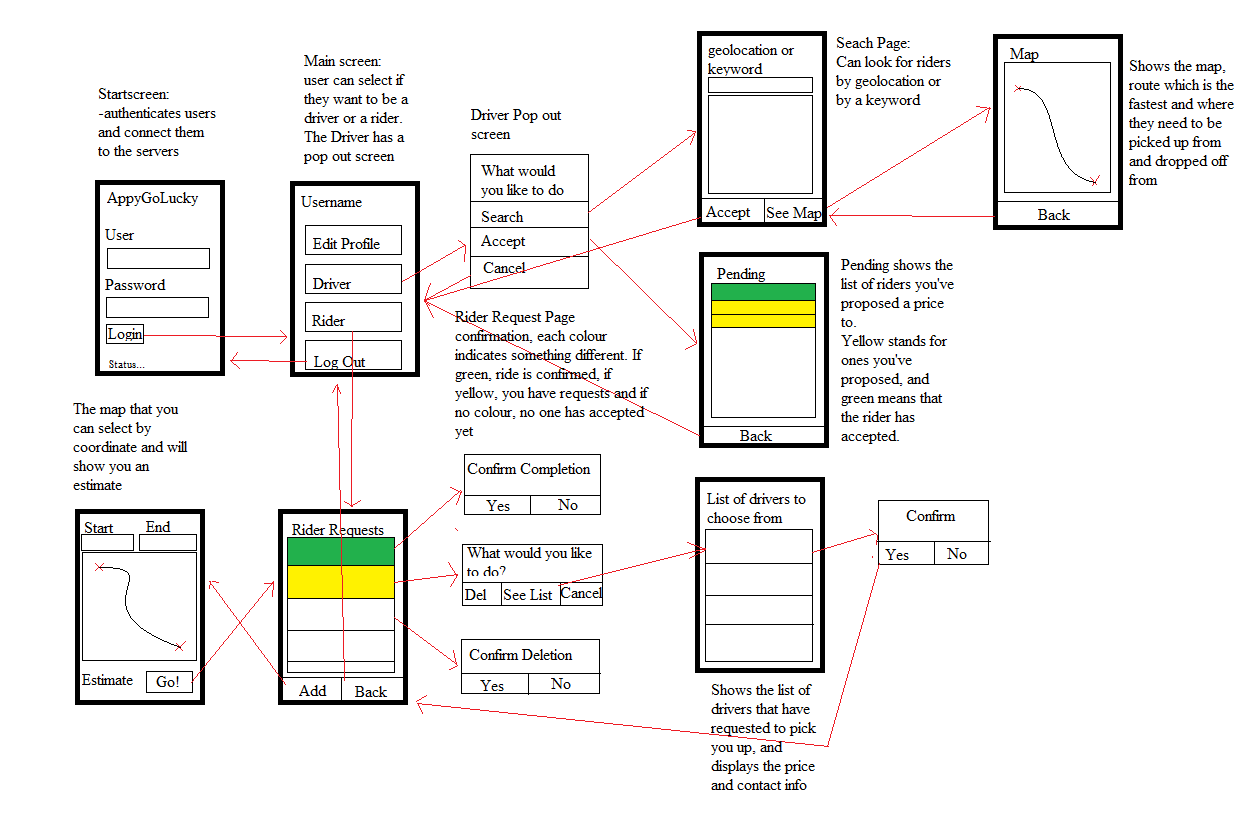 Startscreen:
-authenticates users
and connect them
to the servers
AppyGoLucky
User
Password
Login
Status...
Main screen:
user can select if
they want to be a
driver or a rider.
The Driver has a
pop out screen
Username
Edit Profile
Driver
Rider
Log Out
Driver Pop out
screen
What would
you like to do
Search
Accept
Cancel
geolocation or
keyword
Accept
See Map
Seach Page:
Can look for riders
by geolocation or
by a keyword
Map
Back
Shows the map,
route which is the
fastest and where
they need to be
picked up from
and dropped off
from
Pending
Back
Pending shows the
list of riders you've
proposed a price
to.
Yellow stands for
ones you've
proposed, and
green means that
the rider has
accepted.
Rider Request Page
confirmation, each colour
indicates something different. If
green, ride is confirmed, if
yellow, you have requests and if
no colour, no one has accepted
yet
The map that you
can select by
coordinate and will
show you an
estimate
Start
End
Estimate
Go!
Rider Requests
Add
Back
Confirm Completion
Yes
No
What would you like
to do?
Del
See List
Cancel
Confirm Deletion
Yes
No
List of drivers to
choose from
Confirm
Yes
No
Shows the list of
drivers that have
requested to pick
you up, and
displays the price
and contact info